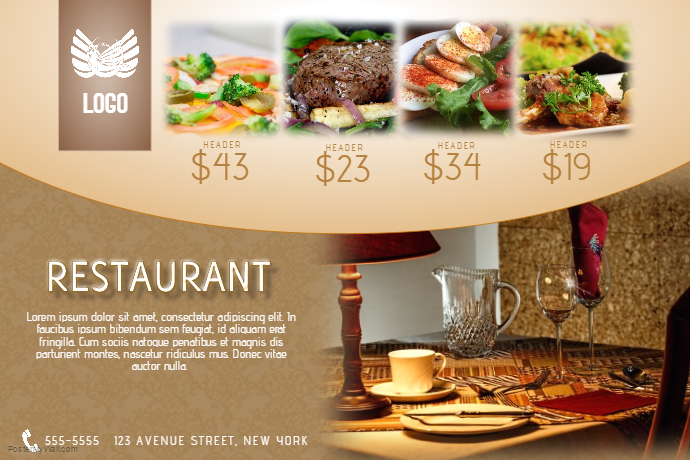 LOGO
HEADER
$43
HEADER
$23
HEADER
$34
HEADER
$19
RESTAURANT
Lorem ipsum dolor sit amet, consectetur adipiscing elit. In
faucibus ipsum bibendum sem feugiat, id aliquam erat
fringilla. Cum sociis natoque penatibus et magnis dis
parturient montes, nascetur ridiculus mus. Donec vitae
auctor nulla.
555-5555 113 AVENUE STREET, NEW YORK